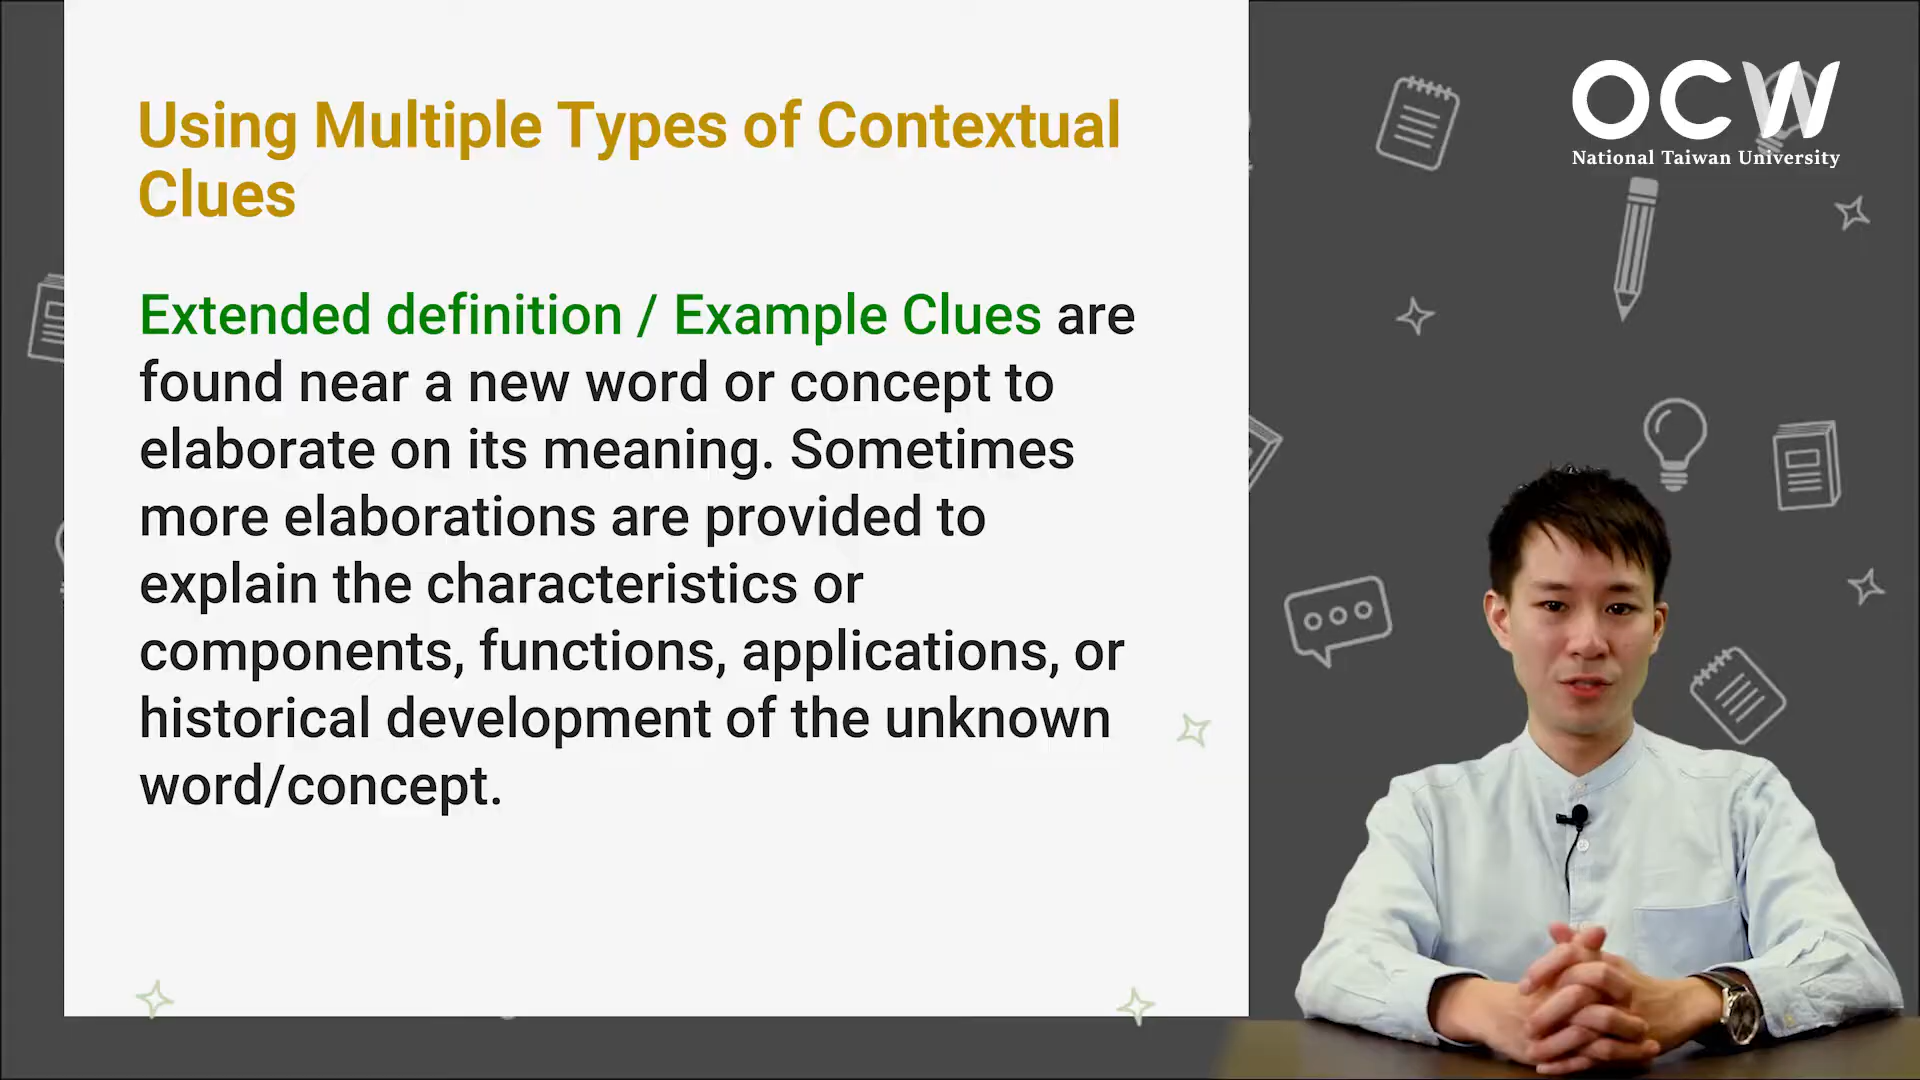 Using Multiple Types of Contextual
Clues
Extended definition / Example Clues are
found near a new word or concept to
elaborate on its meaning. Sometimes
more elaborations are provided to
explain the characteristics or
components, functions, applications, or
historical development of the unknown
word/concept.
OCW
National Taiwan University